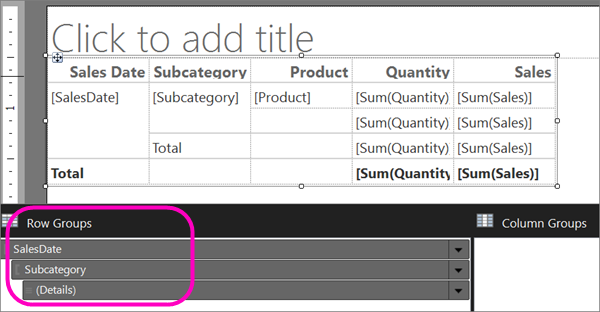 Click to add title
Sales Date Subcategory Product Quantity Sales
[SalesDate] [Subcategory] [Product] [Sum(Quantity) [Sum(Sales)]
[Sum(Quantity) [Sum(Sales)]
Total [Sum(Quantity) [Sum(Sales)]
Total [Sum(Quantity [Sum(Sales)]
1
Row Groups Column Groups
SalesDate
Subcategory
(Details)